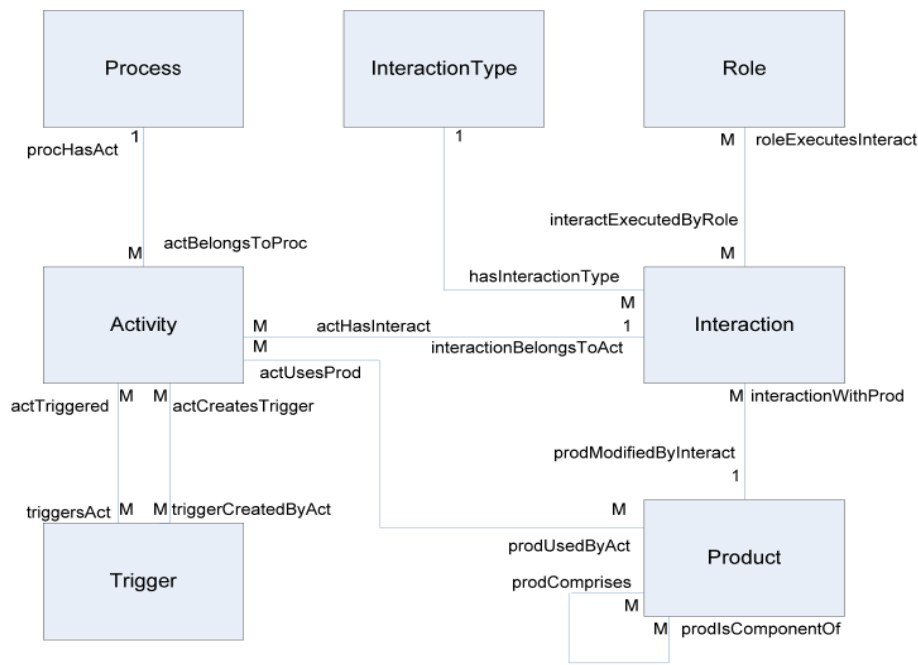 Process
InteractionType
Role
1
procHasAct
1
M
roleExecutesInteract
interactExecutedByRole
M
actBelongsToProc
M
hasInteractionType
M
Activity
Interaction
M
actHasInteract
1
M
interactionBelongsToAct
actUsesProd
actTriggered
M
M
actCreatesTrigger
M
interactionWithProd
prodModifiedByInteract
1
triggersAct
M
M
triggerCreatedByAct
M
prodUsedByAct
Trigger
Product
prodComprises
M
M
prodIsComponentOf